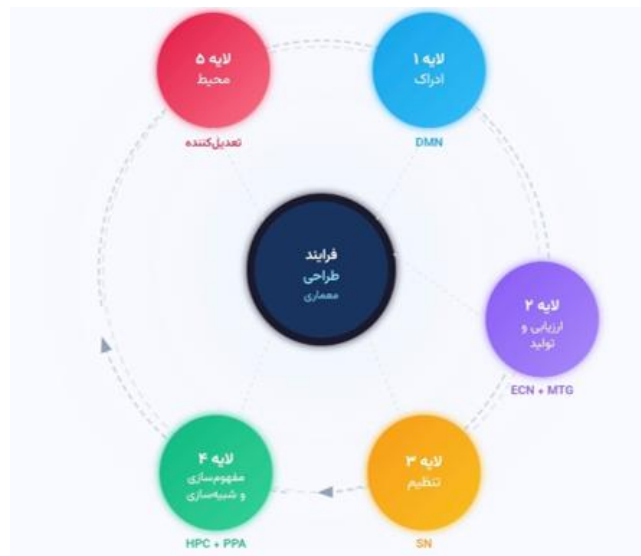 لایه ۱
ادراک
DMN
لایه ۲
ارزیابی و
تولید
ECN + MTG
لایه ۳
تنظیم
SN
لایه ۴
مفهوم‌سازی
و شبیه‌سازی
HPC + PPA
لایه ۵
محیط
تعدیل‌کننده
فرایند
طراحی
معماری